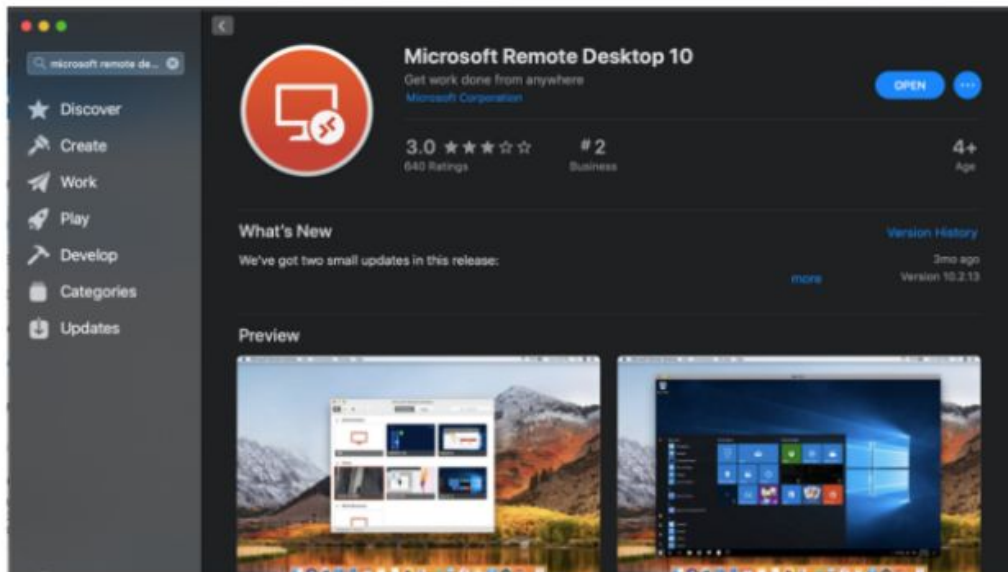 microsoft remote de...
Discover
Create
Work
Play
Develop
Categories
Updates
Microsoft Remote Desktop 10
Get work done from anywhere
Microsoft Corporation
OPEN
3.0 ★★★☆☆
640 Ratings
#2
Business
4+
Age
What's New
Version History
We've got two small updates in this release:
more
3mo ago
Version 10.2.13
Preview